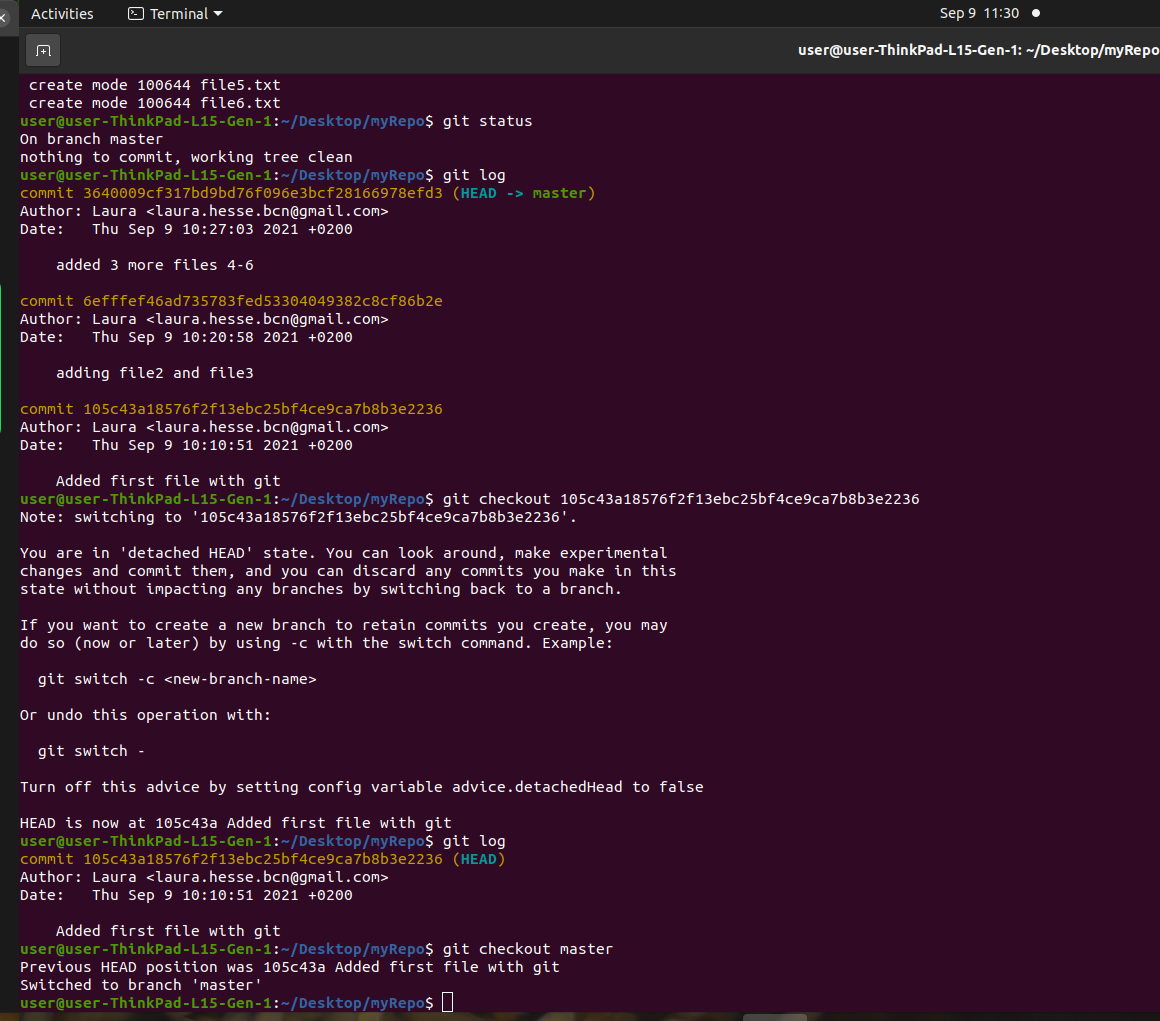 Activities
Terminal
Sep 9 11:30
user@user-ThinkPad-L15-Gen-1: ~/Desktop/myRepo
create mode 100644 file5.txt
create mode 100644 file6.txt
user@user-ThinkPad-L15-Gen-1:~/Desktop/myRepo$ git status
On branch master
nothing to commit, working tree clean
user@user-ThinkPad-L15-Gen-1:~/Desktop/myRepo$ git log
commit 3640009cf317bd9bd76f096e3bcf28166978efd3 (HEAD -> master)
Author: Laura <laura.hesse.bcn@gmail.com>
Date:   Thu Sep 9 10:27:03 2021 +0200
added 3 more files 4-6
commit 6efffef46ad735783fed53304049382c8cf86b2e
Author: Laura <laura.hesse.bcn@gmail.com>
Date:   Thu Sep 9 10:20:58 2021 +0200
adding file2 and file3
commit 105c43a18576f2f13ebc25bf4ce9ca7b8b3e2236
Author: Laura <laura.hesse.bcn@gmail.com>
Date:   Thu Sep 9 10:10:51 2021 +0200
Added first file with git
user@user-ThinkPad-L15-Gen-1:~/Desktop/myRepo$ git checkout 105c43a18576f2f13ebc25bf4ce9ca7b8b3e2236
Note: switching to '105c43a18576f2f13ebc25bf4ce9ca7b8b3e2236'.
You are in 'detached HEAD' state. You can look around, make experimental
changes and commit them, and you can discard any commits you make in this
state without impacting any branches by switching back to a branch.
If you want to create a new branch to retain commits you create, you may
do so (now or later) by using -c with the switch command. Example:
git switch -c <new-branch-name>
Or undo this operation with:
git switch -
Turn off this advice by setting config variable advice.detachedHead to false
HEAD is now at 105c43a Added first file with git
user@user-ThinkPad-L15-Gen-1:~/Desktop/myRepo$ git log
commit 105c43a18576f2f13ebc25bf4ce9ca7b8b3e2236 (HEAD)
Author: Laura <laura.hesse.bcn@gmail.com>
Date:   Thu Sep 9 10:10:51 2021 +0200
Added first file with git
user@user-ThinkPad-L15-Gen-1:~/Desktop/myRepo$ git checkout master
Previous HEAD position was 105c43a Added first file with git
Switched to branch 'master'
user@user-ThinkPad-L15-Gen-1:~/Desktop/myRepo$